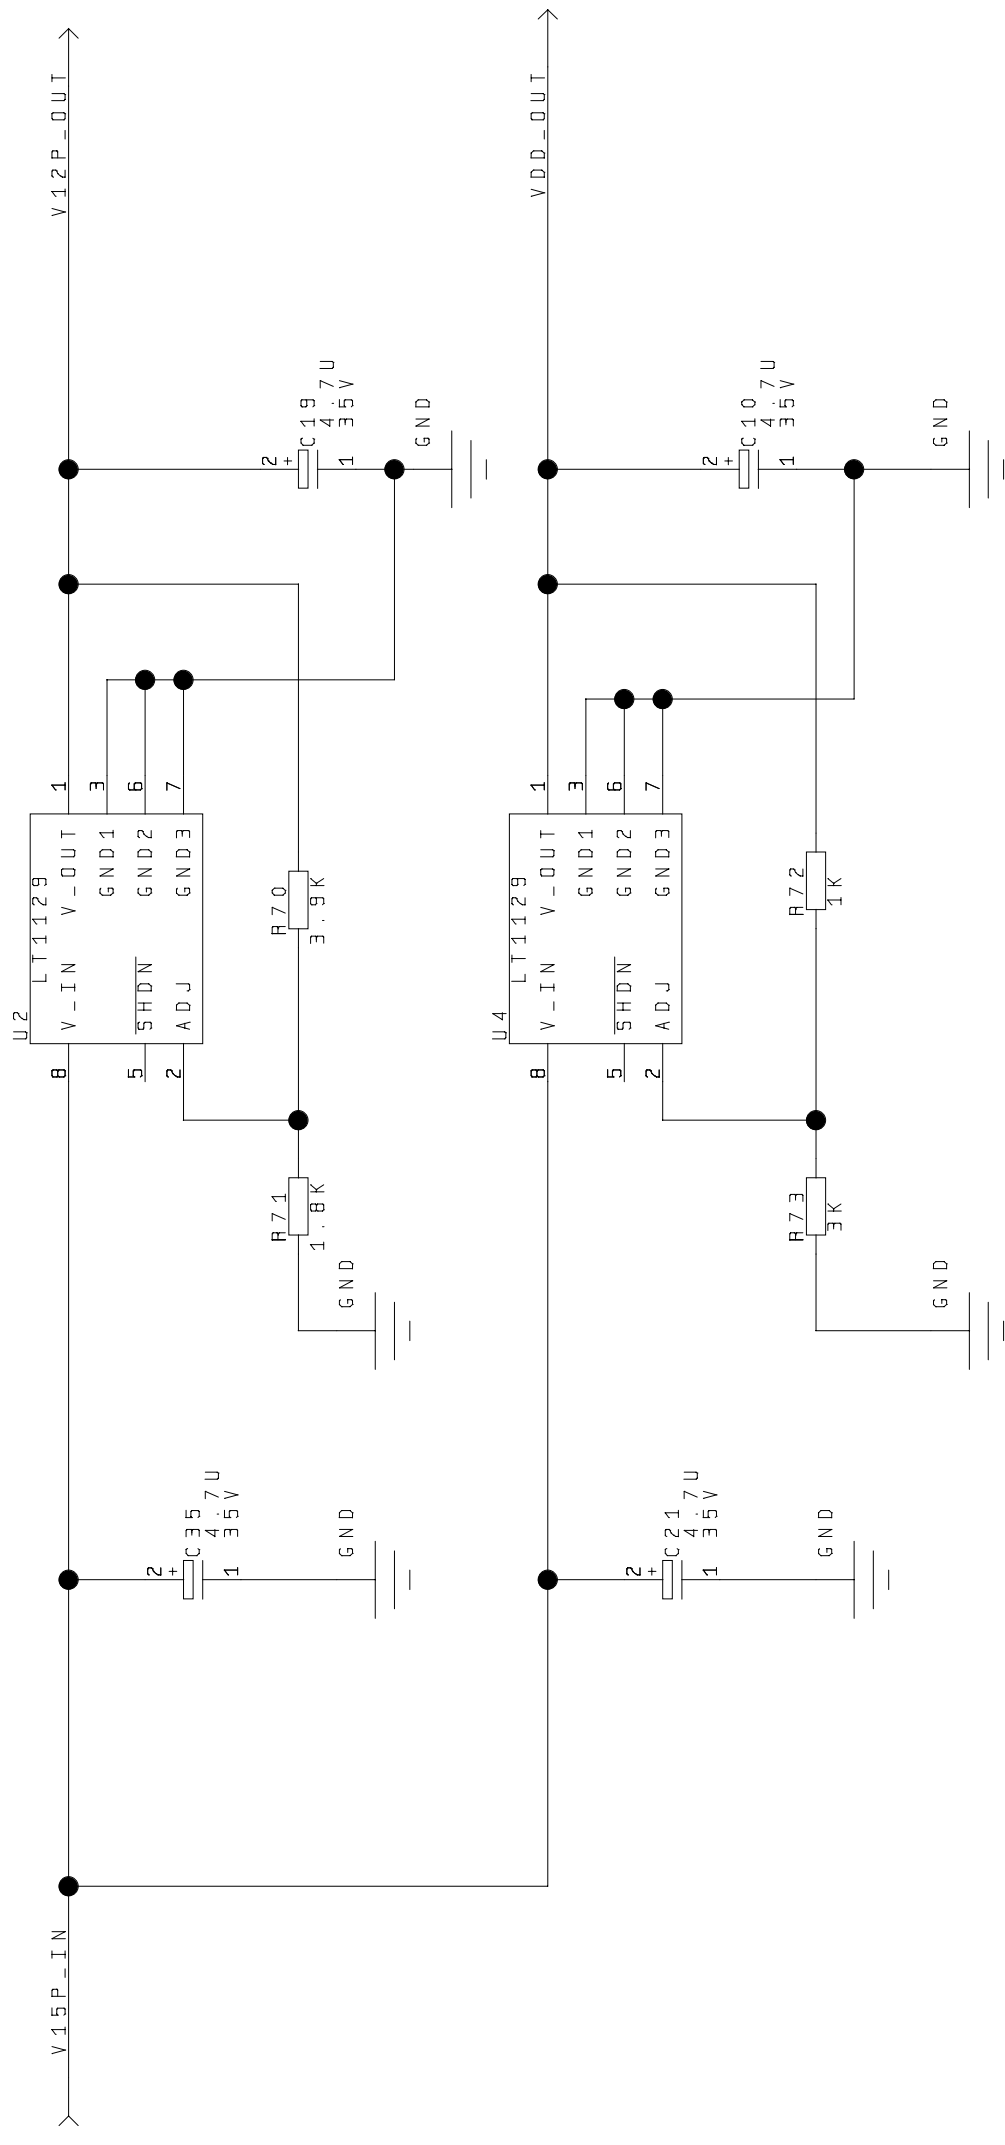 V12P_OUT
VDD_OUT
C19
4.7U
35V
2
+
1
GND
C10
4.7U
35V
2
+
1
GND
U2
LT1129
V_IN
V_OUT
GND1
GND2
GND3
SHDN
ADJ
1
3
6
7
8
5
2
R70
3.9K
R71
1.8K
GND
U4
LT1129
V_IN
V_OUT
GND1
GND2
GND3
SHDN
ADJ
1
3
6
7
8
5
2
R72
1K
R73
3K
GND
C35
4.7U
35V
2
+
1
GND
C21
4.7U
35V
2
+
1
GND
V15P_IN